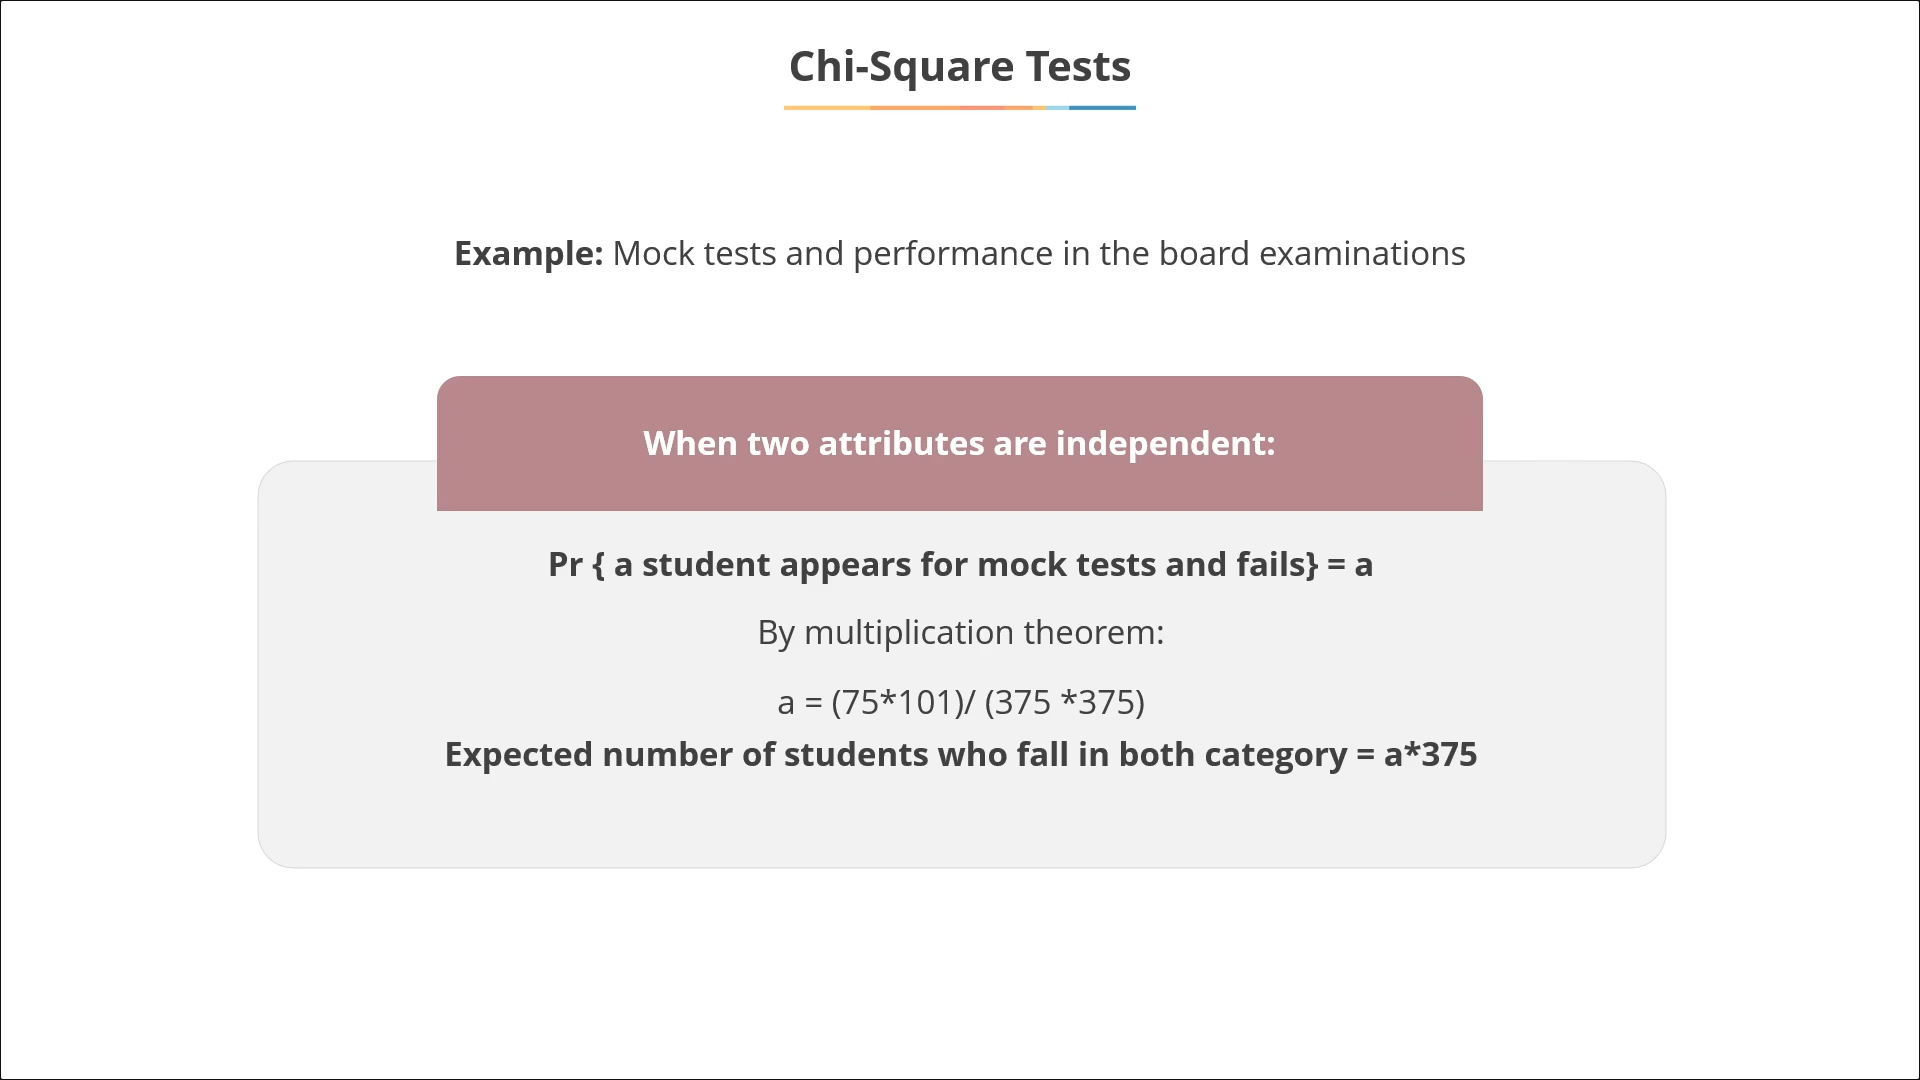 Chi-Square Tests
Example: Mock tests and performance in the board examinations
When two attributes are independent:
Pr { a student appears for mock tests and fails} = a
By multiplication theorem:
a = (75*101)/ (375 *375)
Expected number of students who fall in both category = a*375